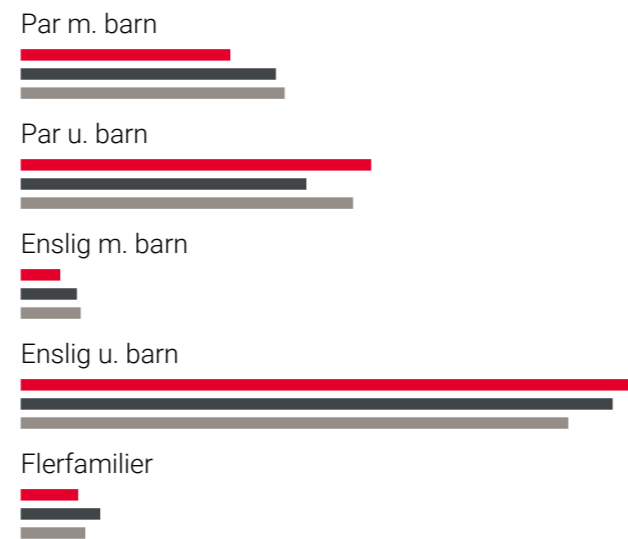 Par m. barn
Par u. barn
Enslig m. barn
Enslig u. barn
Flerfamilier